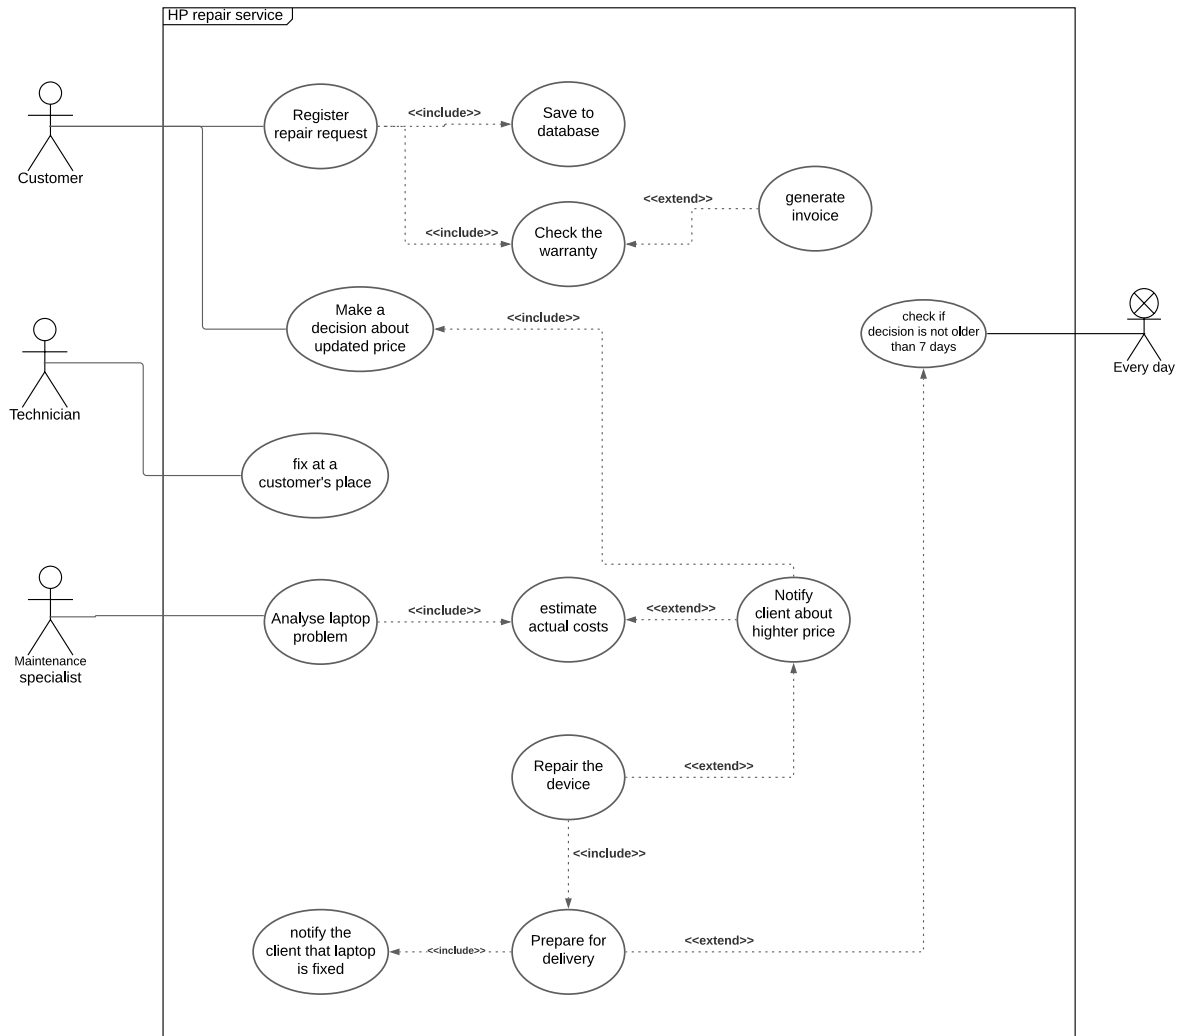 HP repair service
Register
repair request
<<include>>
Save to
database
Customer
<<extend>>
generate
invoice
<<include>>
Check the
warranty
Make a
decision about
updated price
<<include>>
check if
decision is not older
than 7 days
Every day
Technician
fix at a
customer's place
Analyse laptop
problem
<<include>>
estimate
actual costs
<<extend>>
Notify
client about
highter price
Maintenance
specialist
Repair the
device
<<extend>>
<<include>>
notify the
client that laptop
is fixed
<<include>>
Prepare for
delivery
<<extend>>